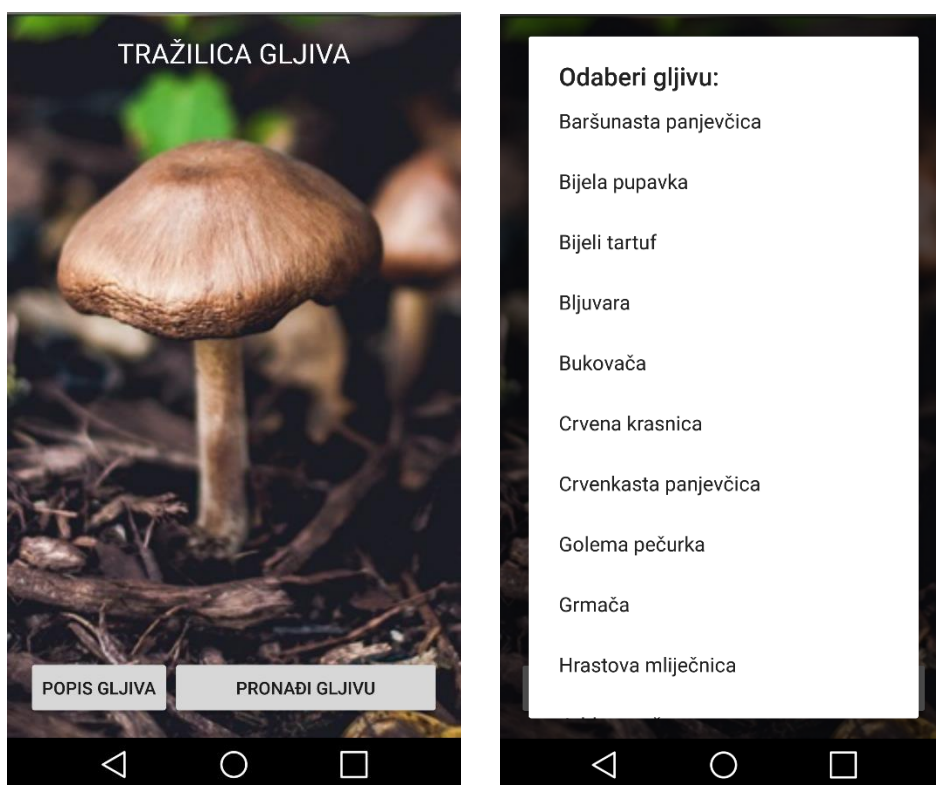 TRAŽILICA GLJIVA
POPIS GLJIVA
PRONAĐI GLJIVU
Odaberi gljivu:
Baršunasta panjevčica
Bijela pupavka
Bijeli tartuf
Bljuvara
Bukovača
Crvena krasnica
Crvenkasta panjevčica
Golema pečurka
Grmača
Hrastova mliječnica